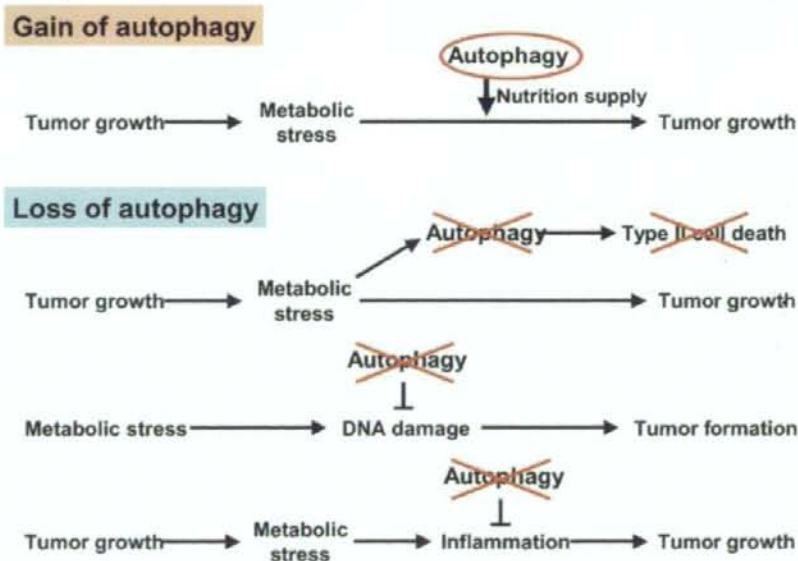 Gain of autophagy
Autophagy
Nutrition supply
Tumor growth Metabolic stress Tumor growth
Loss of autophagy
Autophagy Type II cell death
Tumor growth Metabolic stress Tumor growth
Autophagy
Metabolic stress DNA damage Tumor formation
Autophagy
Tumor growth Metabolic stress Inflammation Tumor growth